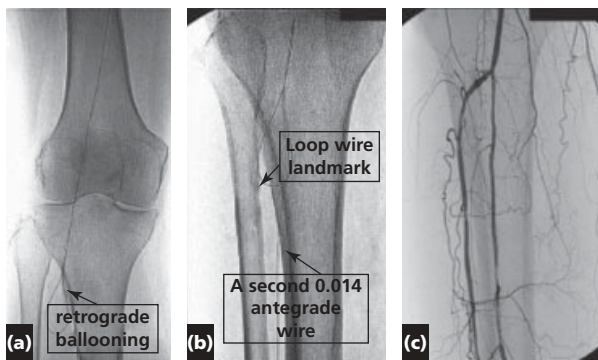 retrograde
ballooning
(a)
Loop wire
landmark
A second 0.014
antegrade
wire
(b)
(c)